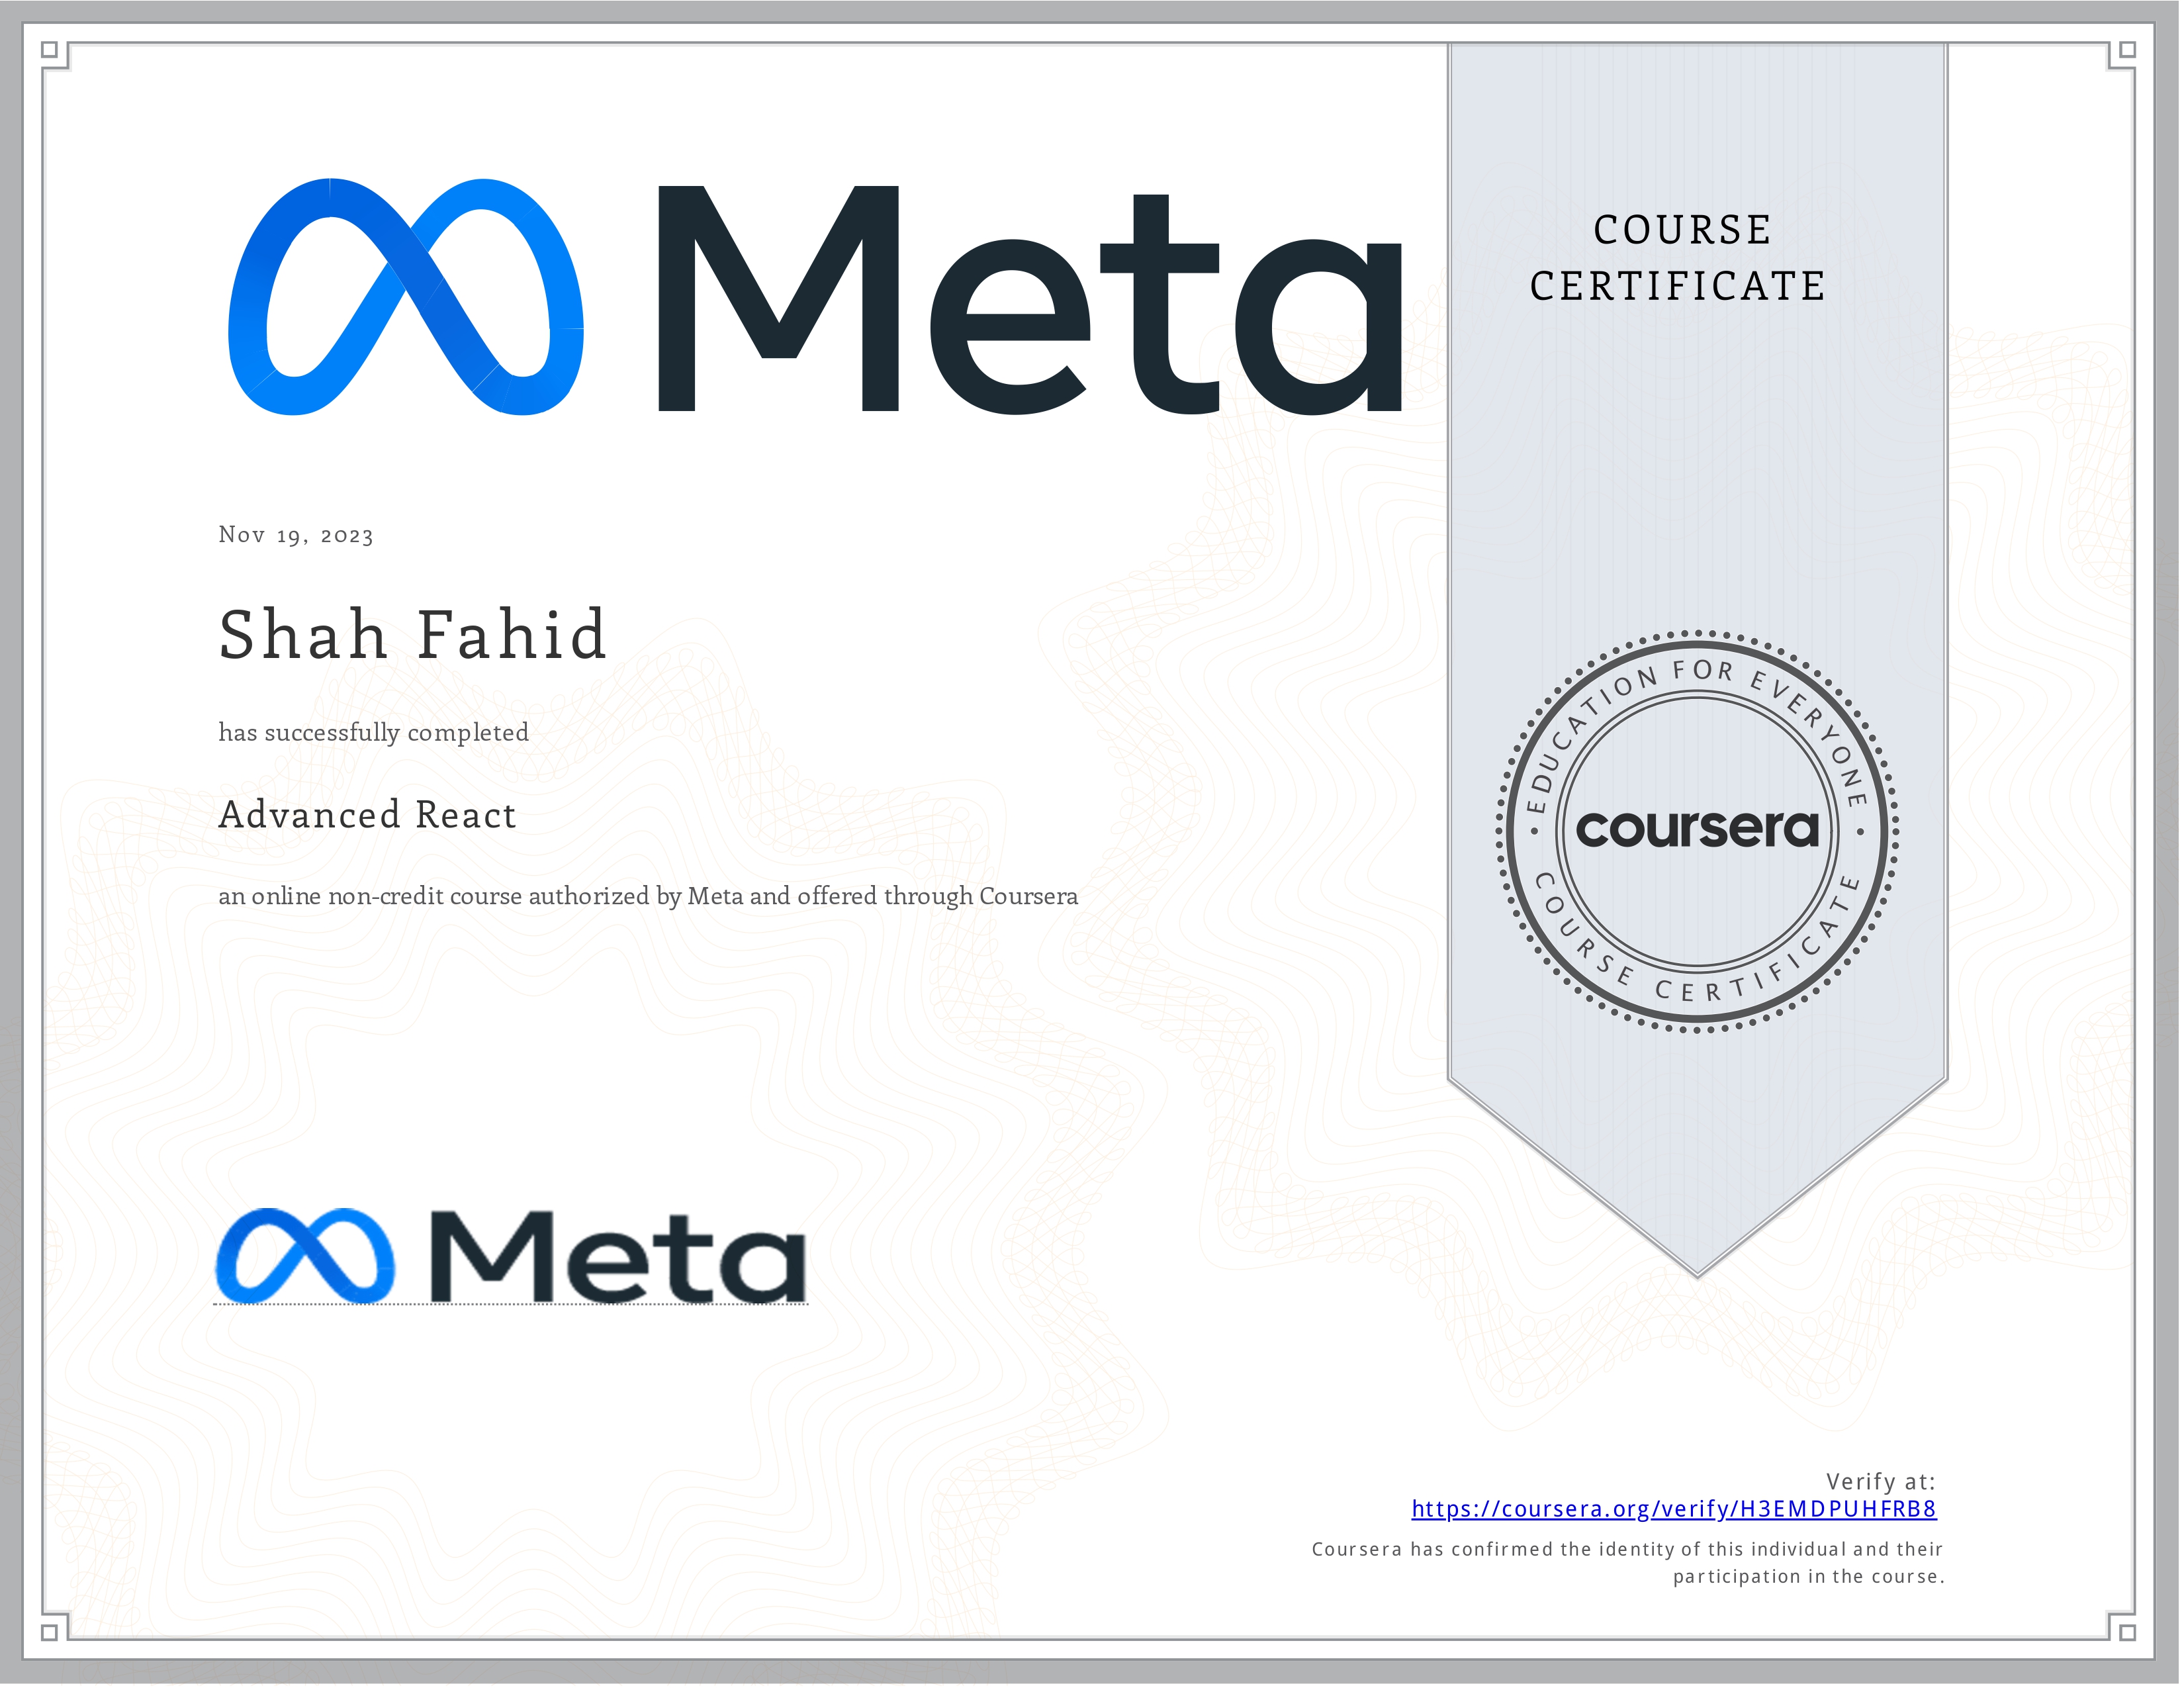 Meta
COURSE
CERTIFICATE
Nov 19, 2023
Shah Fahid
has successfully completed
Advanced React
an online non-credit course authorized by Meta and offered through Coursera
EDUCATION FOR EVERYONE
coursera
COURSE CERTIFICATE
Meta
Verify at:
https://coursera.org/verify/H3EMDPUHFRB8
Coursera has confirmed the identity of this individual and their
participation in the course.